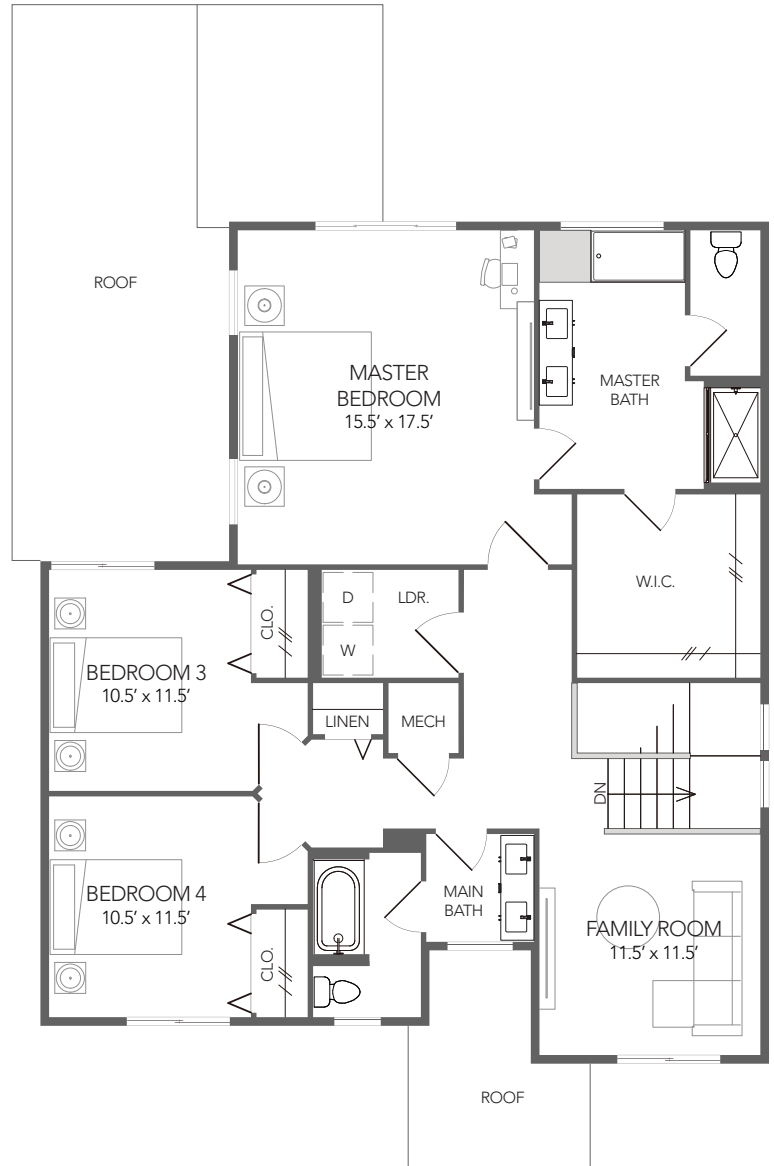 ROOF
MASTER
BEDROOM
15.5’ x 17.5’
MASTER
BATH
W.I.C.
D
LDR.
W
CLO.
BEDROOM 3
10.5’ x 11.5’
LINEN
MECH
DN
BEDROOM 4
10.5’ x 11.5’
CLO.
MAIN
BATH
FAMILY ROOM
11.5’ x 11.5’
ROOF